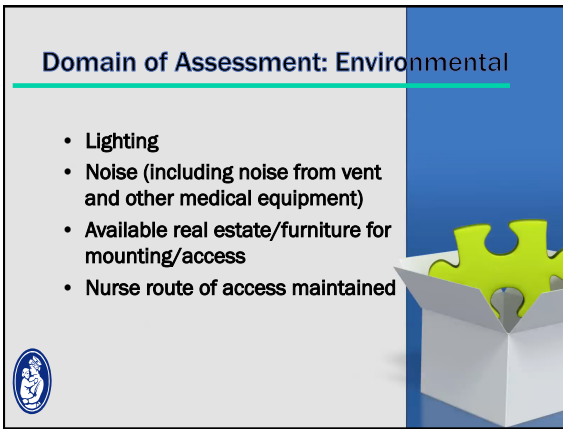 Domain of Assessment: Environmental
• Lighting
• Noise (including noise from vent
and other medical equipment)
• Available real estate/furniture for
mounting/access
• Nurse route of access maintained